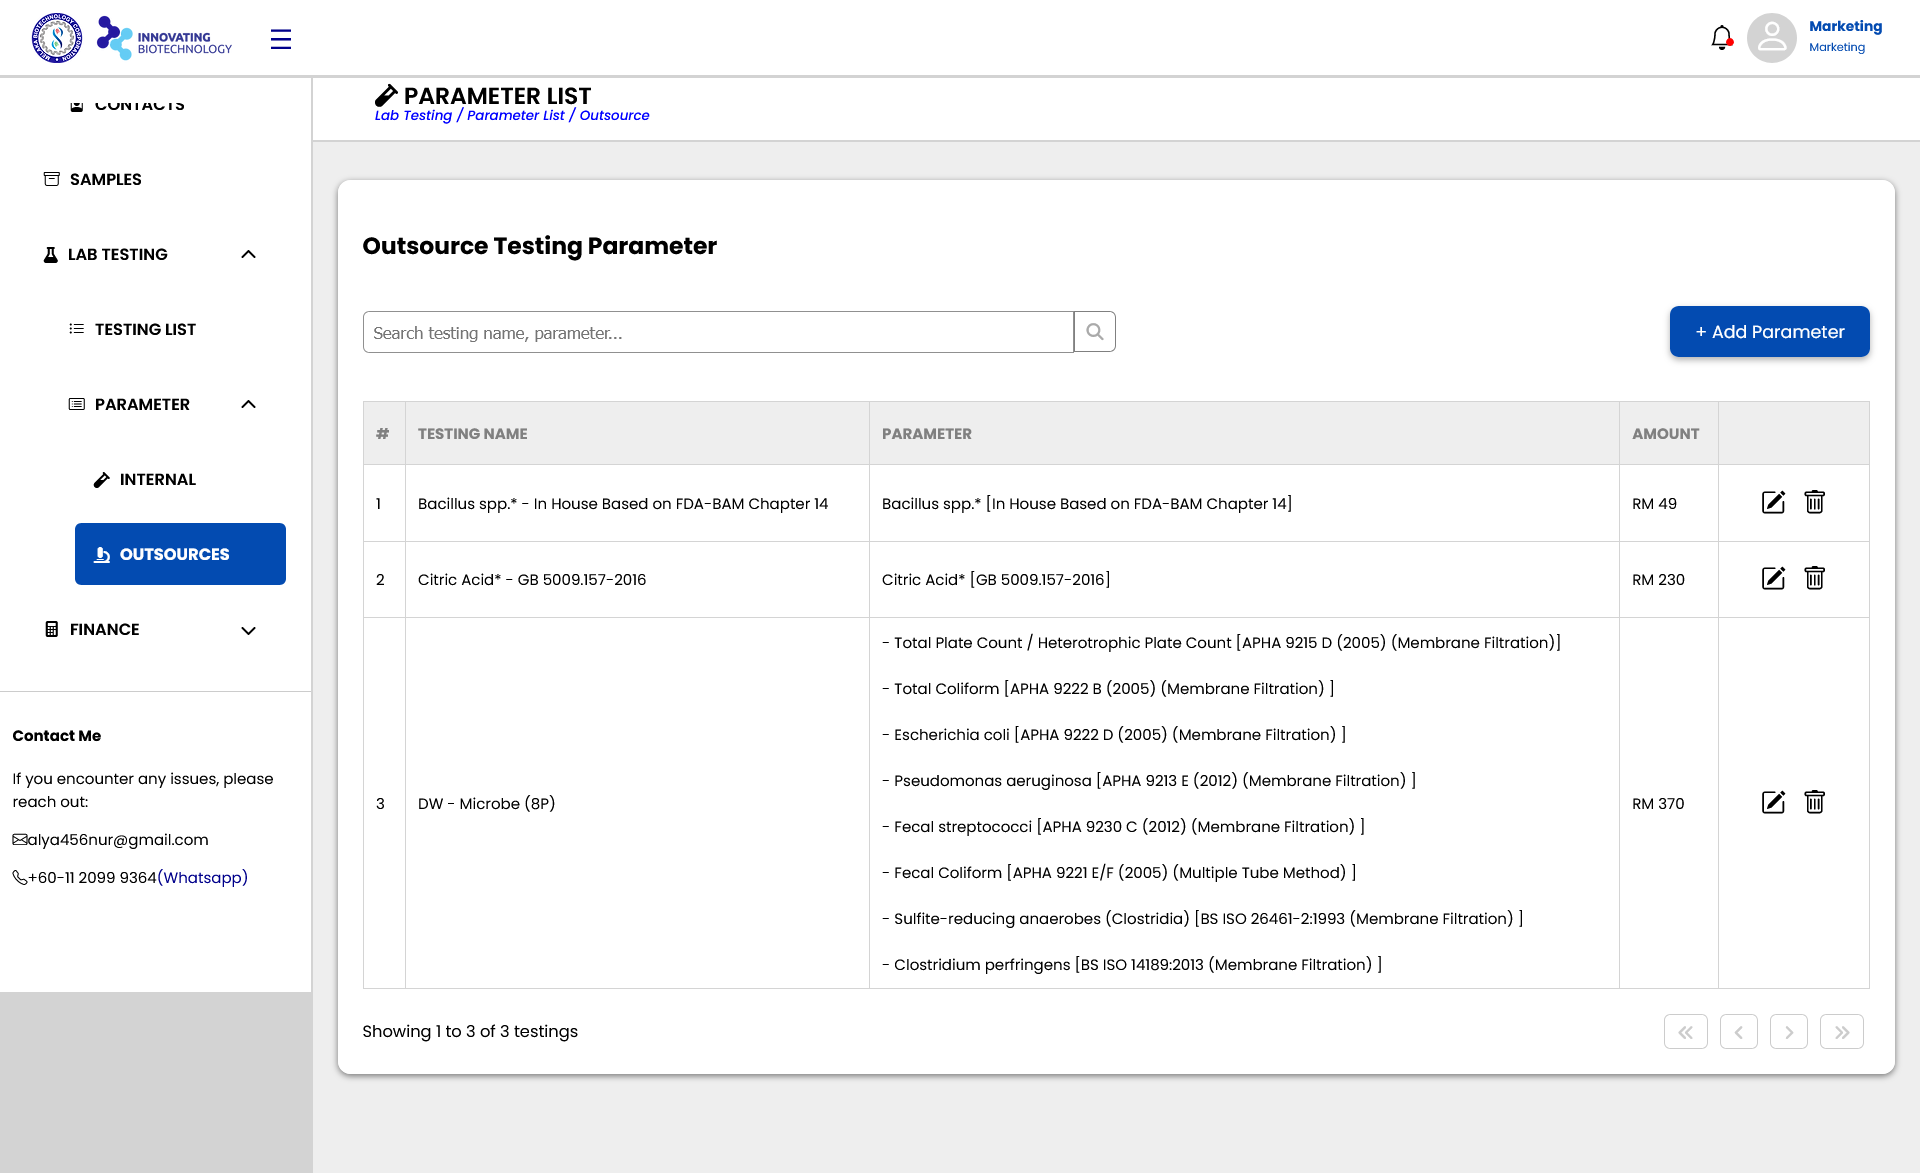 INNOVATING
BIOTECHNOLOGY
Marketing
Marketing
CONTACTS
SAMPLES
LAB TESTING
TESTING LIST
PARAMETER
INTERNAL
OUTSOURCES
FINANCE
Contact Me
If you encounter any issues, please
reach out:
alya456nur@gmail.com
+60-11 2099 9364(Whatsapp)
PARAMETER LIST
Lab Testing / Parameter List / Outsource
Outsource Testing Parameter
Search testing name, parameter...
+ Add Parameter
# TESTING NAME PARAMETER AMOUNT
1 Bacillus spp.* - In House Based on FDA-BAM Chapter 14 Bacillus spp.* [In House Based on FDA-BAM Chapter 14] RM 49
2 Citric Acid* - GB 5009.157-2016 Citric Acid* [GB 5009.157-2016] RM 230
3 DW - Microbe (8P)
- Total Plate Count / Heterotrophic Plate Count [APHA 9215 D (2005) (Membrane Filtration)]
- Total Coliform [APHA 9222 B (2005) (Membrane Filtration) ]
- Escherichia coli [APHA 9222 D (2005) (Membrane Filtration) ]
- Pseudomonas aeruginosa [APHA 9213 E (2012) (Membrane Filtration) ]
- Fecal streptococci [APHA 9230 C (2012) (Membrane Filtration) ]
- Fecal Coliform [APHA 9221 E/F (2005) (Multiple Tube Method) ]
- Sulfite-reducing anaerobes (Clostridia) [BS ISO 26461-2:1993 (Membrane Filtration) ]
- Clostridium perfringens [BS ISO 14189:2013 (Membrane Filtration) ]
RM 370
Showing 1 to 3 of 3 testings